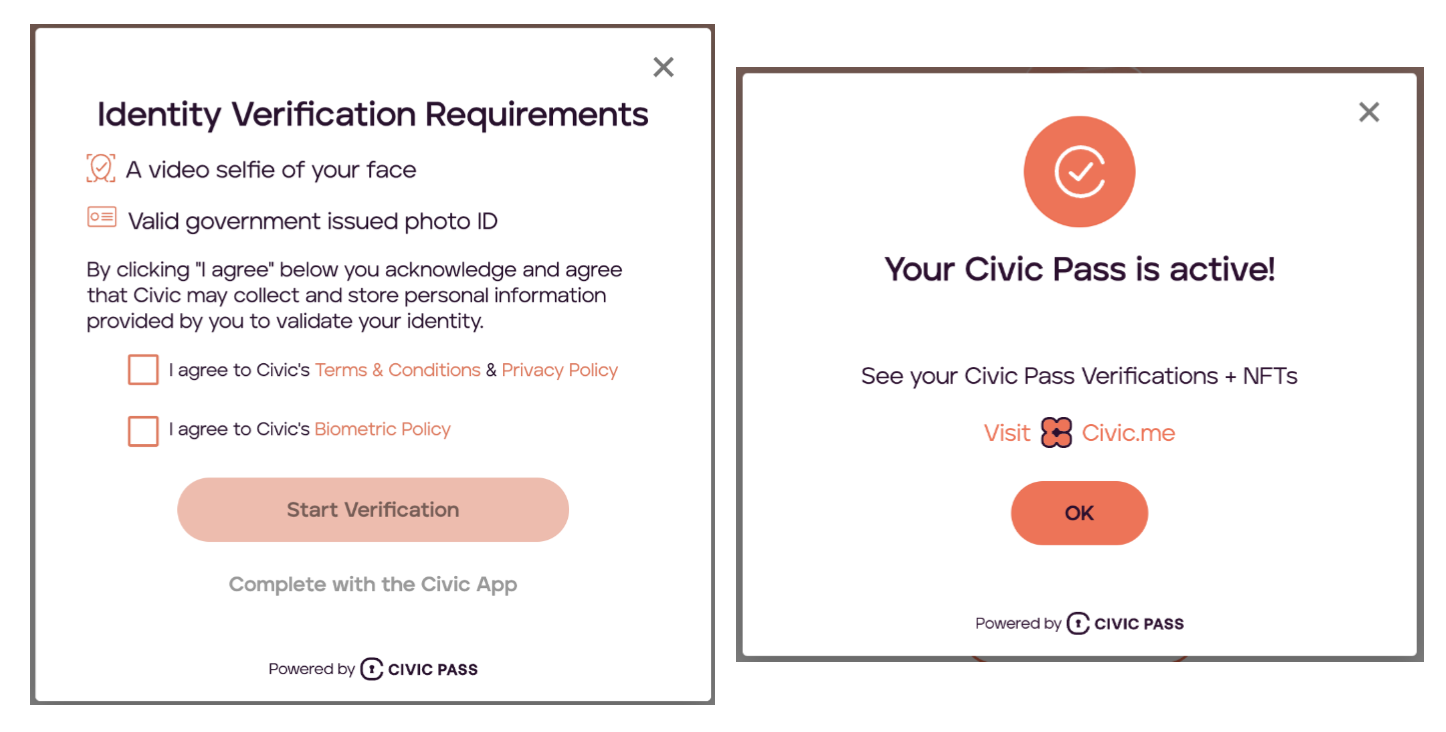 Identity Verification Requirements
A video selfie of your face
Valid government issued photo ID
By clicking "I agree" below you acknowledge and agree
that Civic may collect and store personal information
provided by you to validate your identity.
I agree to Civic's Terms & Conditions & Privacy Policy
I agree to Civic's Biometric Policy
Start Verification
Complete with the Civic App
Powered by CIVIC PASS
Your Civic Pass is active!
See your Civic Pass Verifications + NFTs
Visit Civic.me
OK
Powered by CIVIC PASS